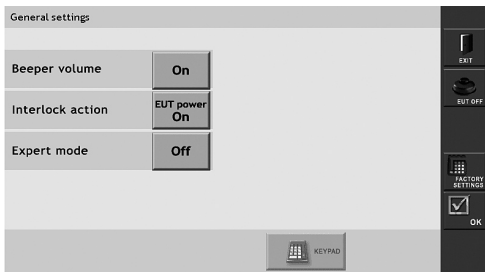 General settings
EXIT
Beeper volume
On
EUT OFF
Interlock action
EUT power
On
Expert mode
Off
FACTORY
SETTINGS
OK
KEYPAD